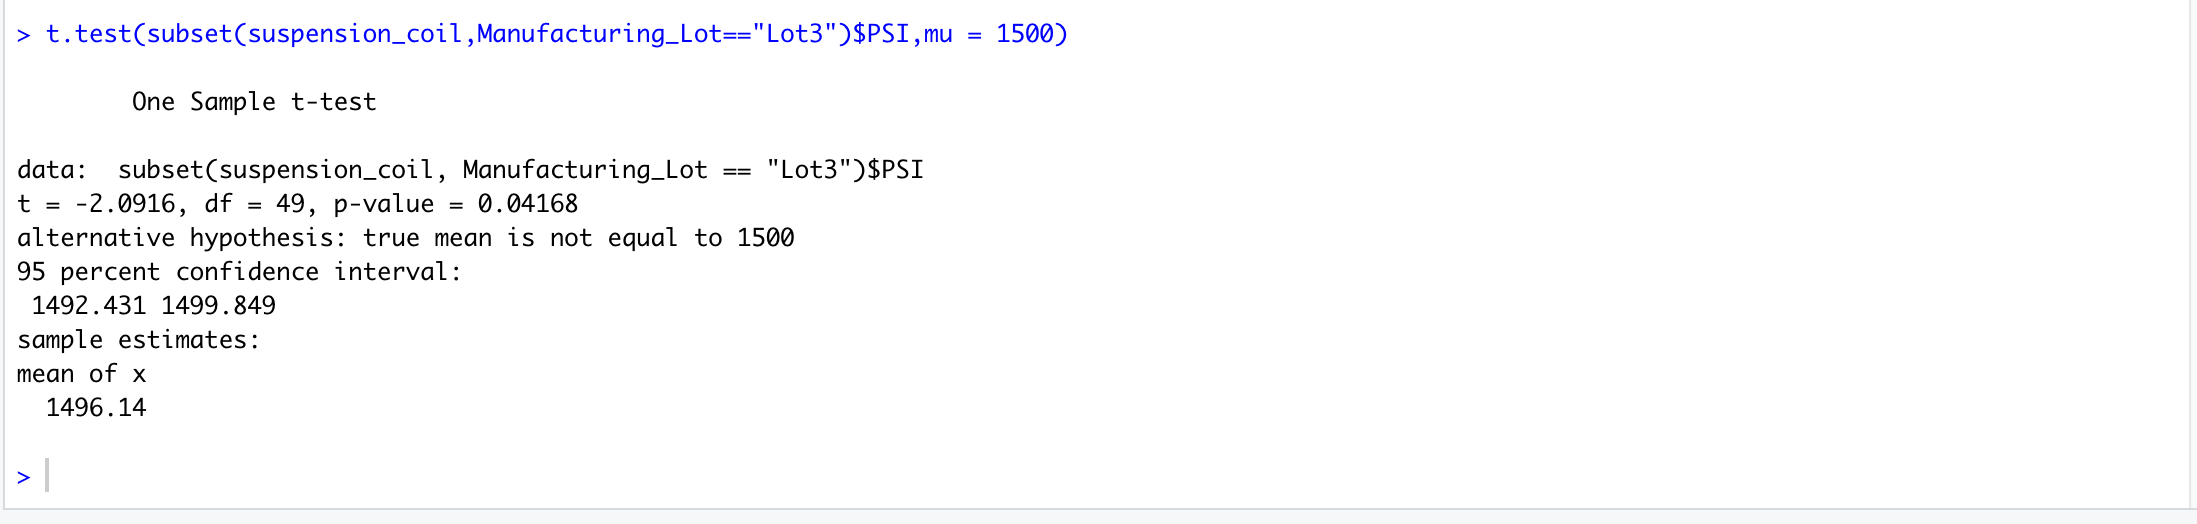 > t.test(subset(suspension_coil,Manufacturing_Lot=="Lot3")$PSI,mu = 1500)
One Sample t-test
data:  subset(suspension_coil, Manufacturing_Lot == "Lot3")$PSI
t = -2.0916, df = 49, p-value = 0.04168
alternative hypothesis: true mean is not equal to 1500
95 percent confidence interval:
1492.431 1499.849
sample estimates:
mean of x
1496.14
>